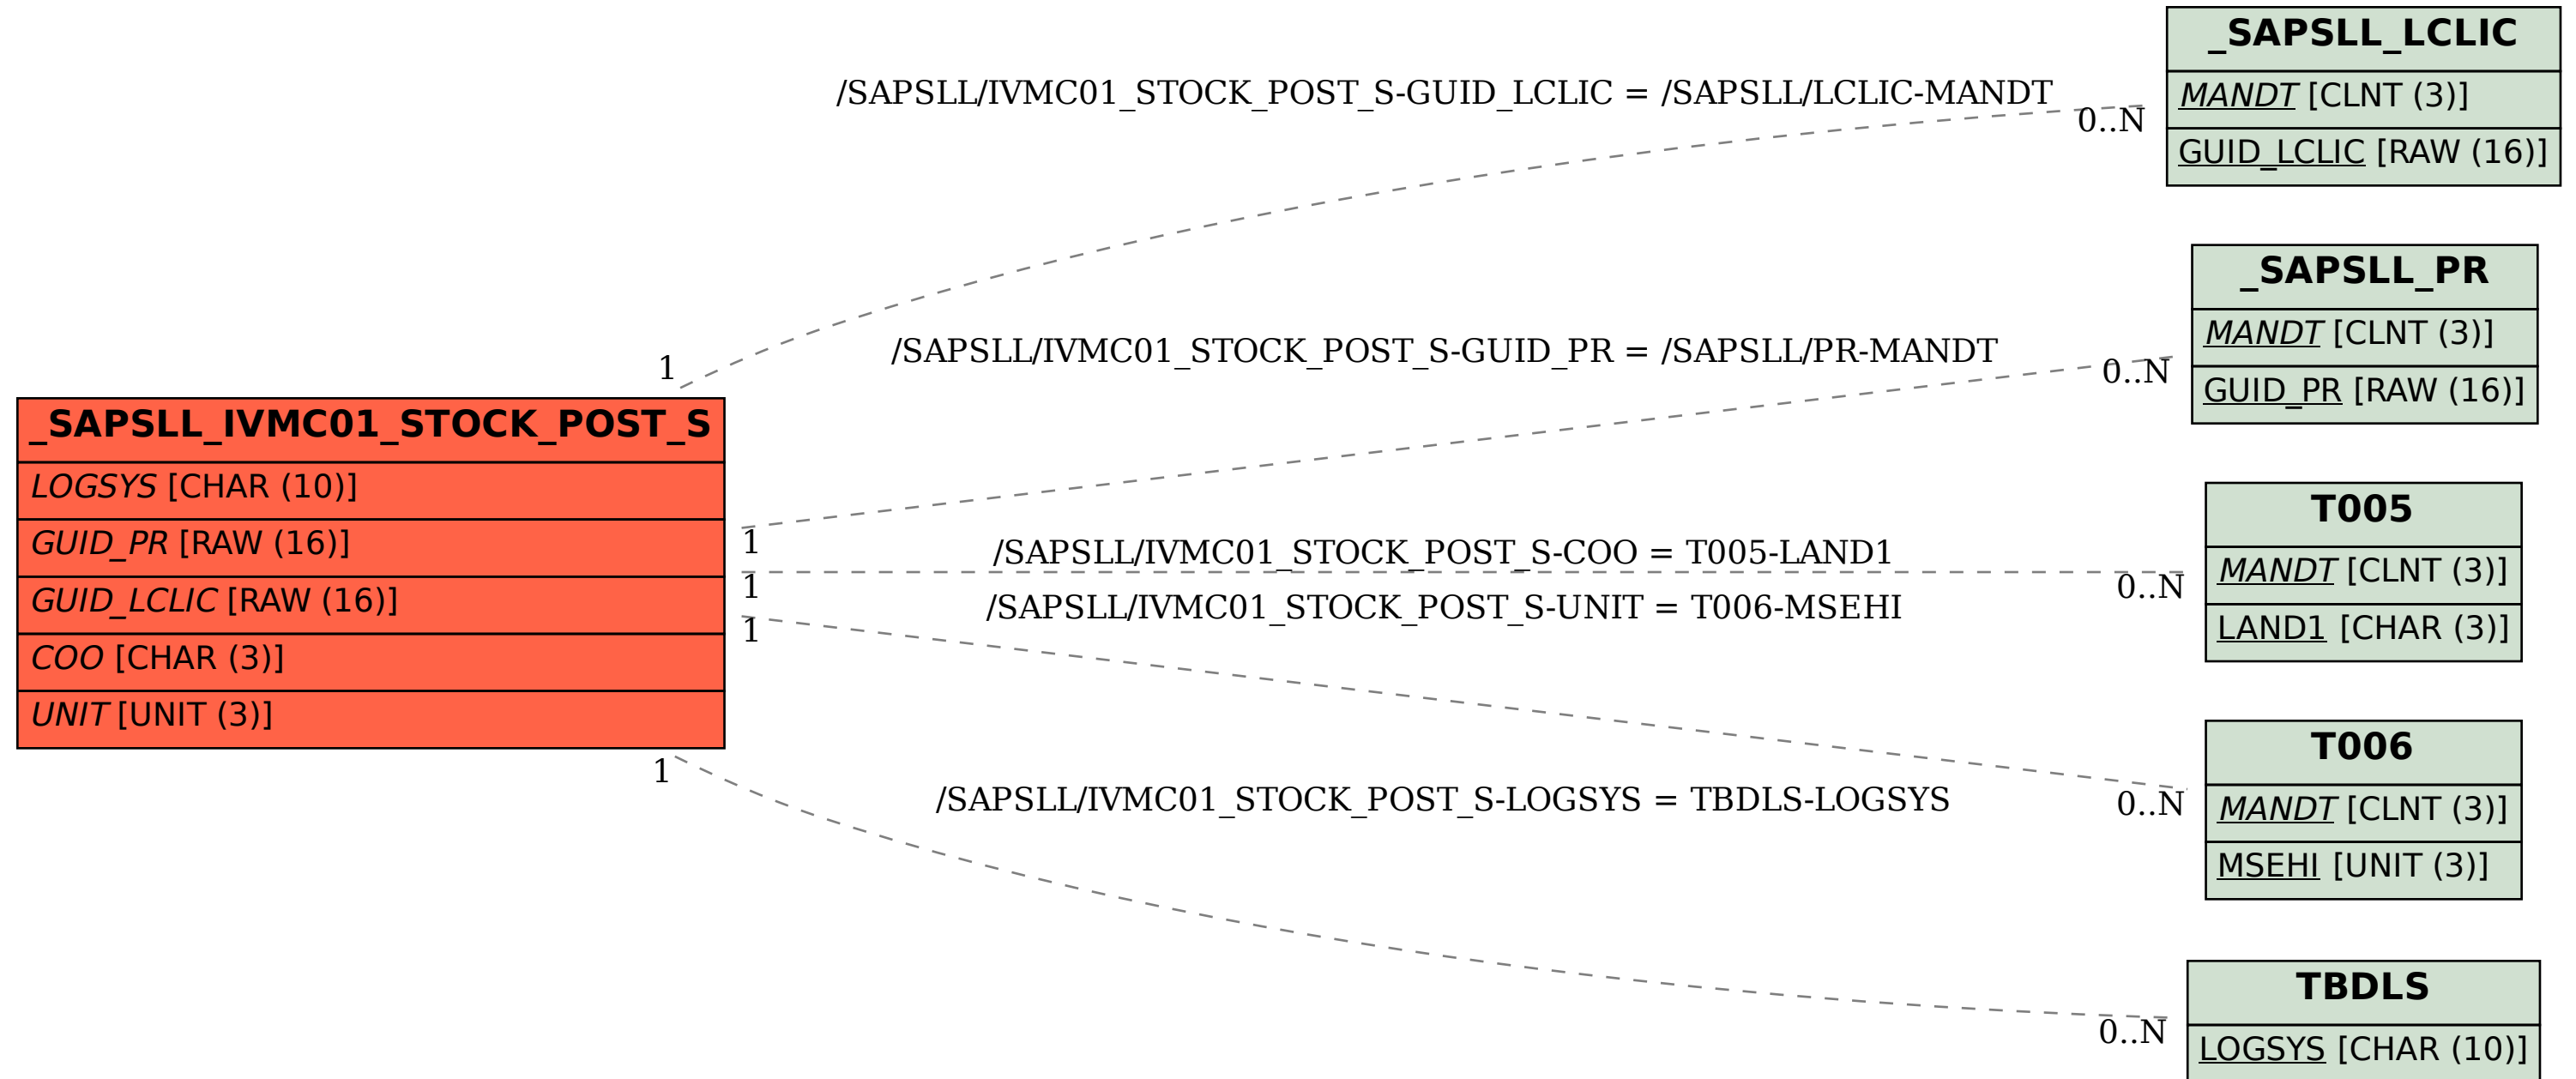 _SAPSLL_LCLIC
MANDT [CLNT (3)]
GUID_LCLIC [RAW (16)]
/SAPSLL/IVMC01_STOCK_POST_S-GUID_LCLIC = /SAPSLL/LCLIC-MANDT
0..N
1
_SAPSLL_PR
MANDT [CLNT (3)]
GUID_PR [RAW (16)]
/SAPSLL/IVMC01_STOCK_POST_S-GUID_PR = /SAPSLL/PR-MANDT
0..N
1
_SAPSLL_IVMC01_STOCK_POST_S
LOGSYS [CHAR (10)]
GUID_PR [RAW (16)]
GUID_LCLIC [RAW (16)]
COO [CHAR (3)]
UNIT [UNIT (3)]
/SAPSLL/IVMC01_STOCK_POST_S-COO = T005-LAND1
1
0..N
T005
MANDT [CLNT (3)]
LAND1 [CHAR (3)]
/SAPSLL/IVMC01_STOCK_POST_S-UNIT = T006-MSEHI
1
0..N
T006
MANDT [CLNT (3)]
MSEHI [UNIT (3)]
/SAPSLL/IVMC01_STOCK_POST_S-LOGSYS = TBDLS-LOGSYS
1
0..N
TBDLS
LOGSYS [CHAR (10)]